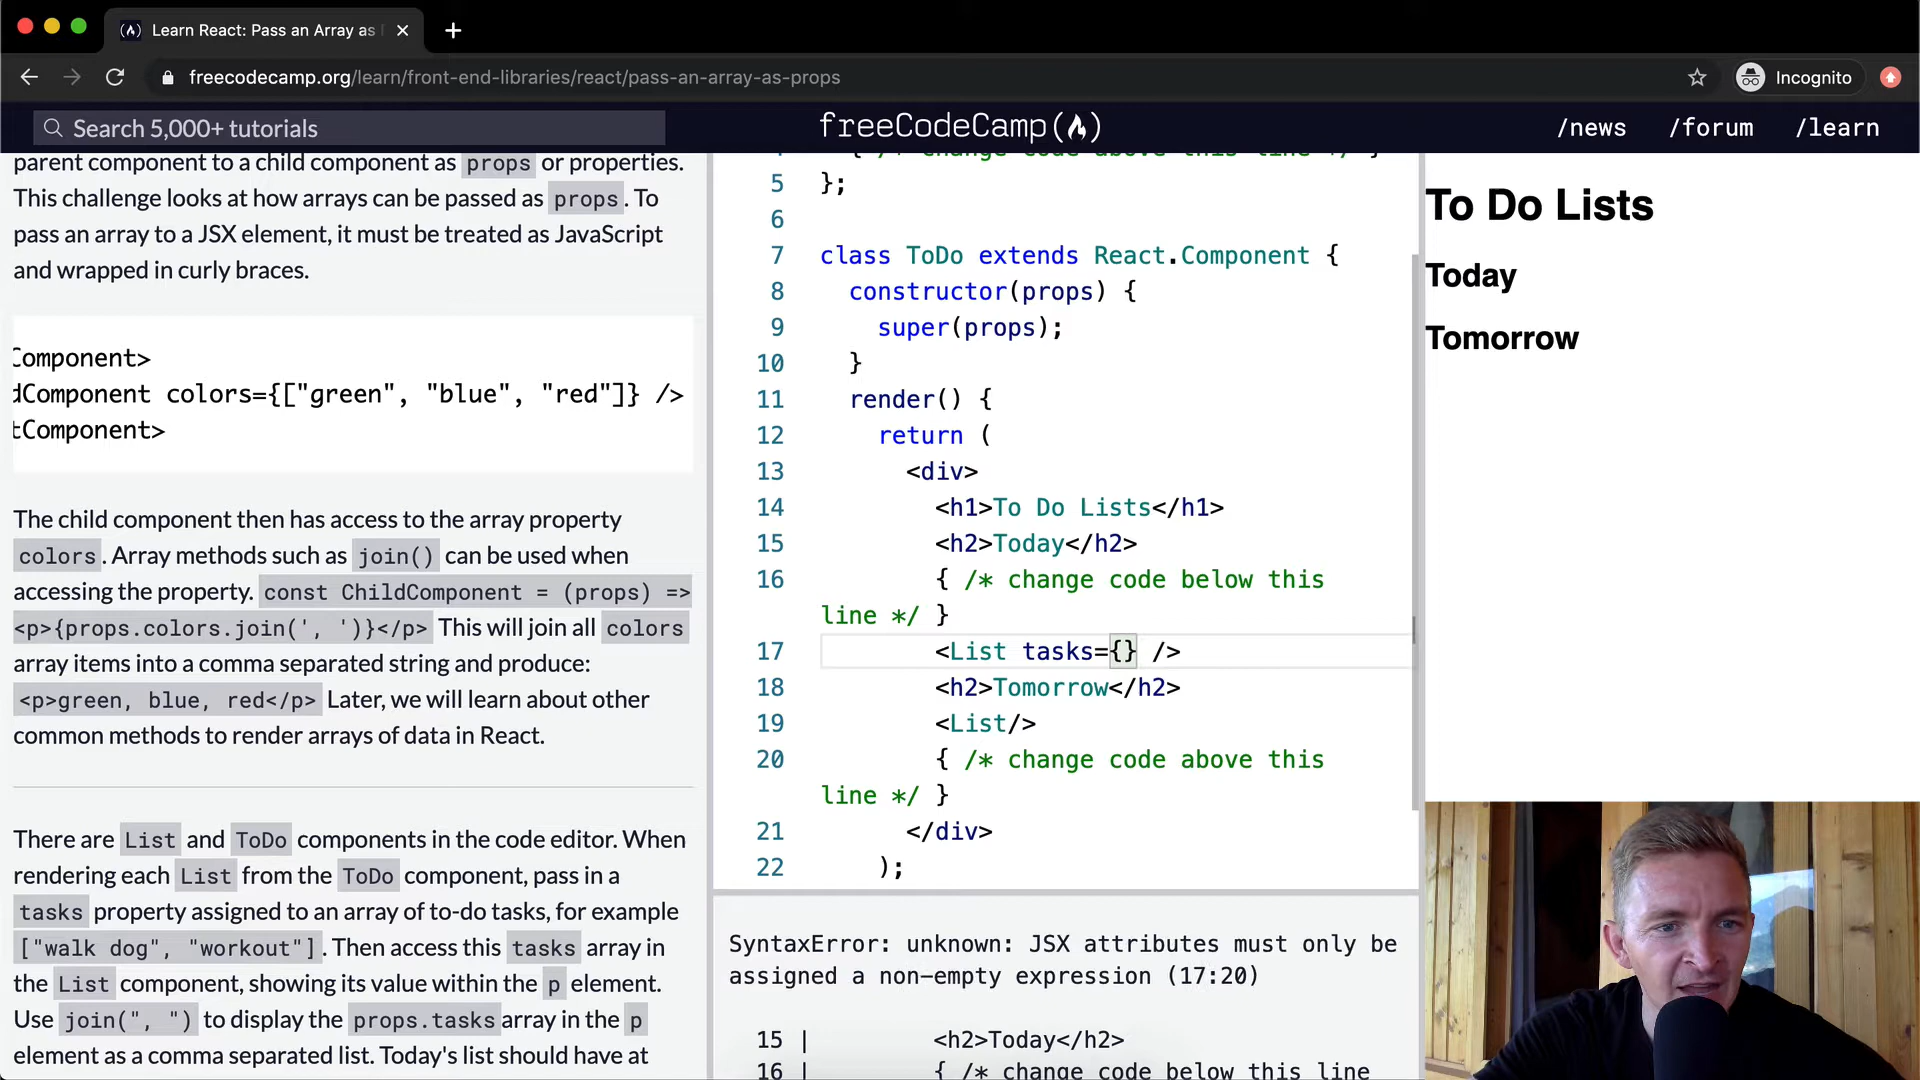 Learn React: Pass an Array as
freecodecamp.org/learn/front-end-libraries/react/pass-an-array-as-props
Incognito
Search 5,000+ tutorials
freeCodeCamp
/news
/forum
/learn
parent component to a child component as props or properties.
This challenge looks at how arrays can be passed as props. To
pass an array to a JSX element, it must be treated as JavaScript
and wrapped in curly braces.
Component>
dComponent colors={["green", "blue", "red"]} />
tComponent>
The child component then has access to the array property
colors. Array methods such as join() can be used when
accessing the property. const ChildComponent = (props) =>
<p>{props.colors.join(', ')}</p> This will join all colors
array items into a comma separated string and produce:
<p>green, blue, red</p> Later, we will learn about other
common methods to render arrays of data in React.
There are List and ToDo components in the code editor. When
rendering each List from the ToDo component, pass in a
tasks property assigned to an array of to-do tasks, for example
["walk dog", "workout"]. Then access this tasks array in
the List component, showing its value within the p element.
Use join(", ") to display the props.tasks array in the p
element as a comma separated list. Today's list should have at
4 { /* change code above this line */ }
5 };
6
7 class ToDo extends React.Component {
8 constructor(props) {
9 super(props);
10 }
11 render() {
12 return (
13 <div>
14 <h1>To Do Lists</h1>
15 <h2>Today</h2>
16 { /* change code below this
line */ }
17 <List tasks={} />
18 <h2>Tomorrow</h2>
19 <List/>
20 { /* change code above this
line */ }
21 </div>
22 );
SyntaxError: unknown: JSX attributes must only be
assigned a non-empty expression (17:20)
15 | <h2>Today</h2>
16 | { /* change code below this line
To Do Lists
Today
Tomorrow